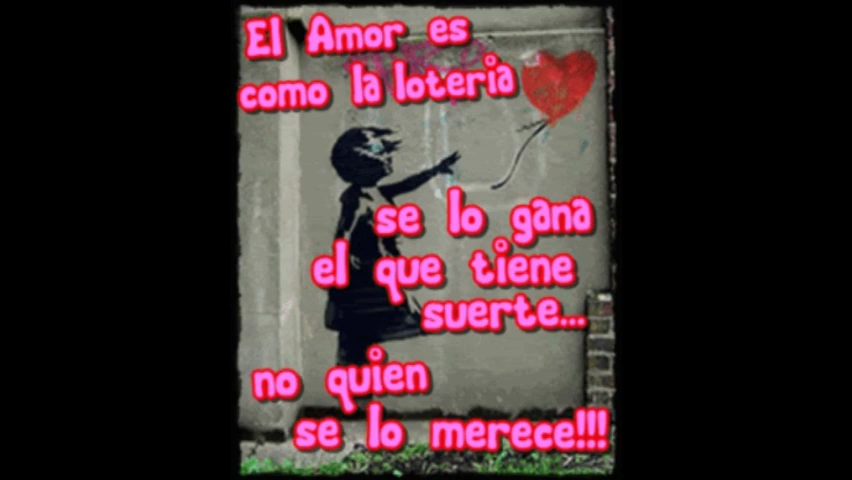 El Amor es
como la loteria
se lo gana
el que tiene
suerte...
no quien
se lo merece!!!